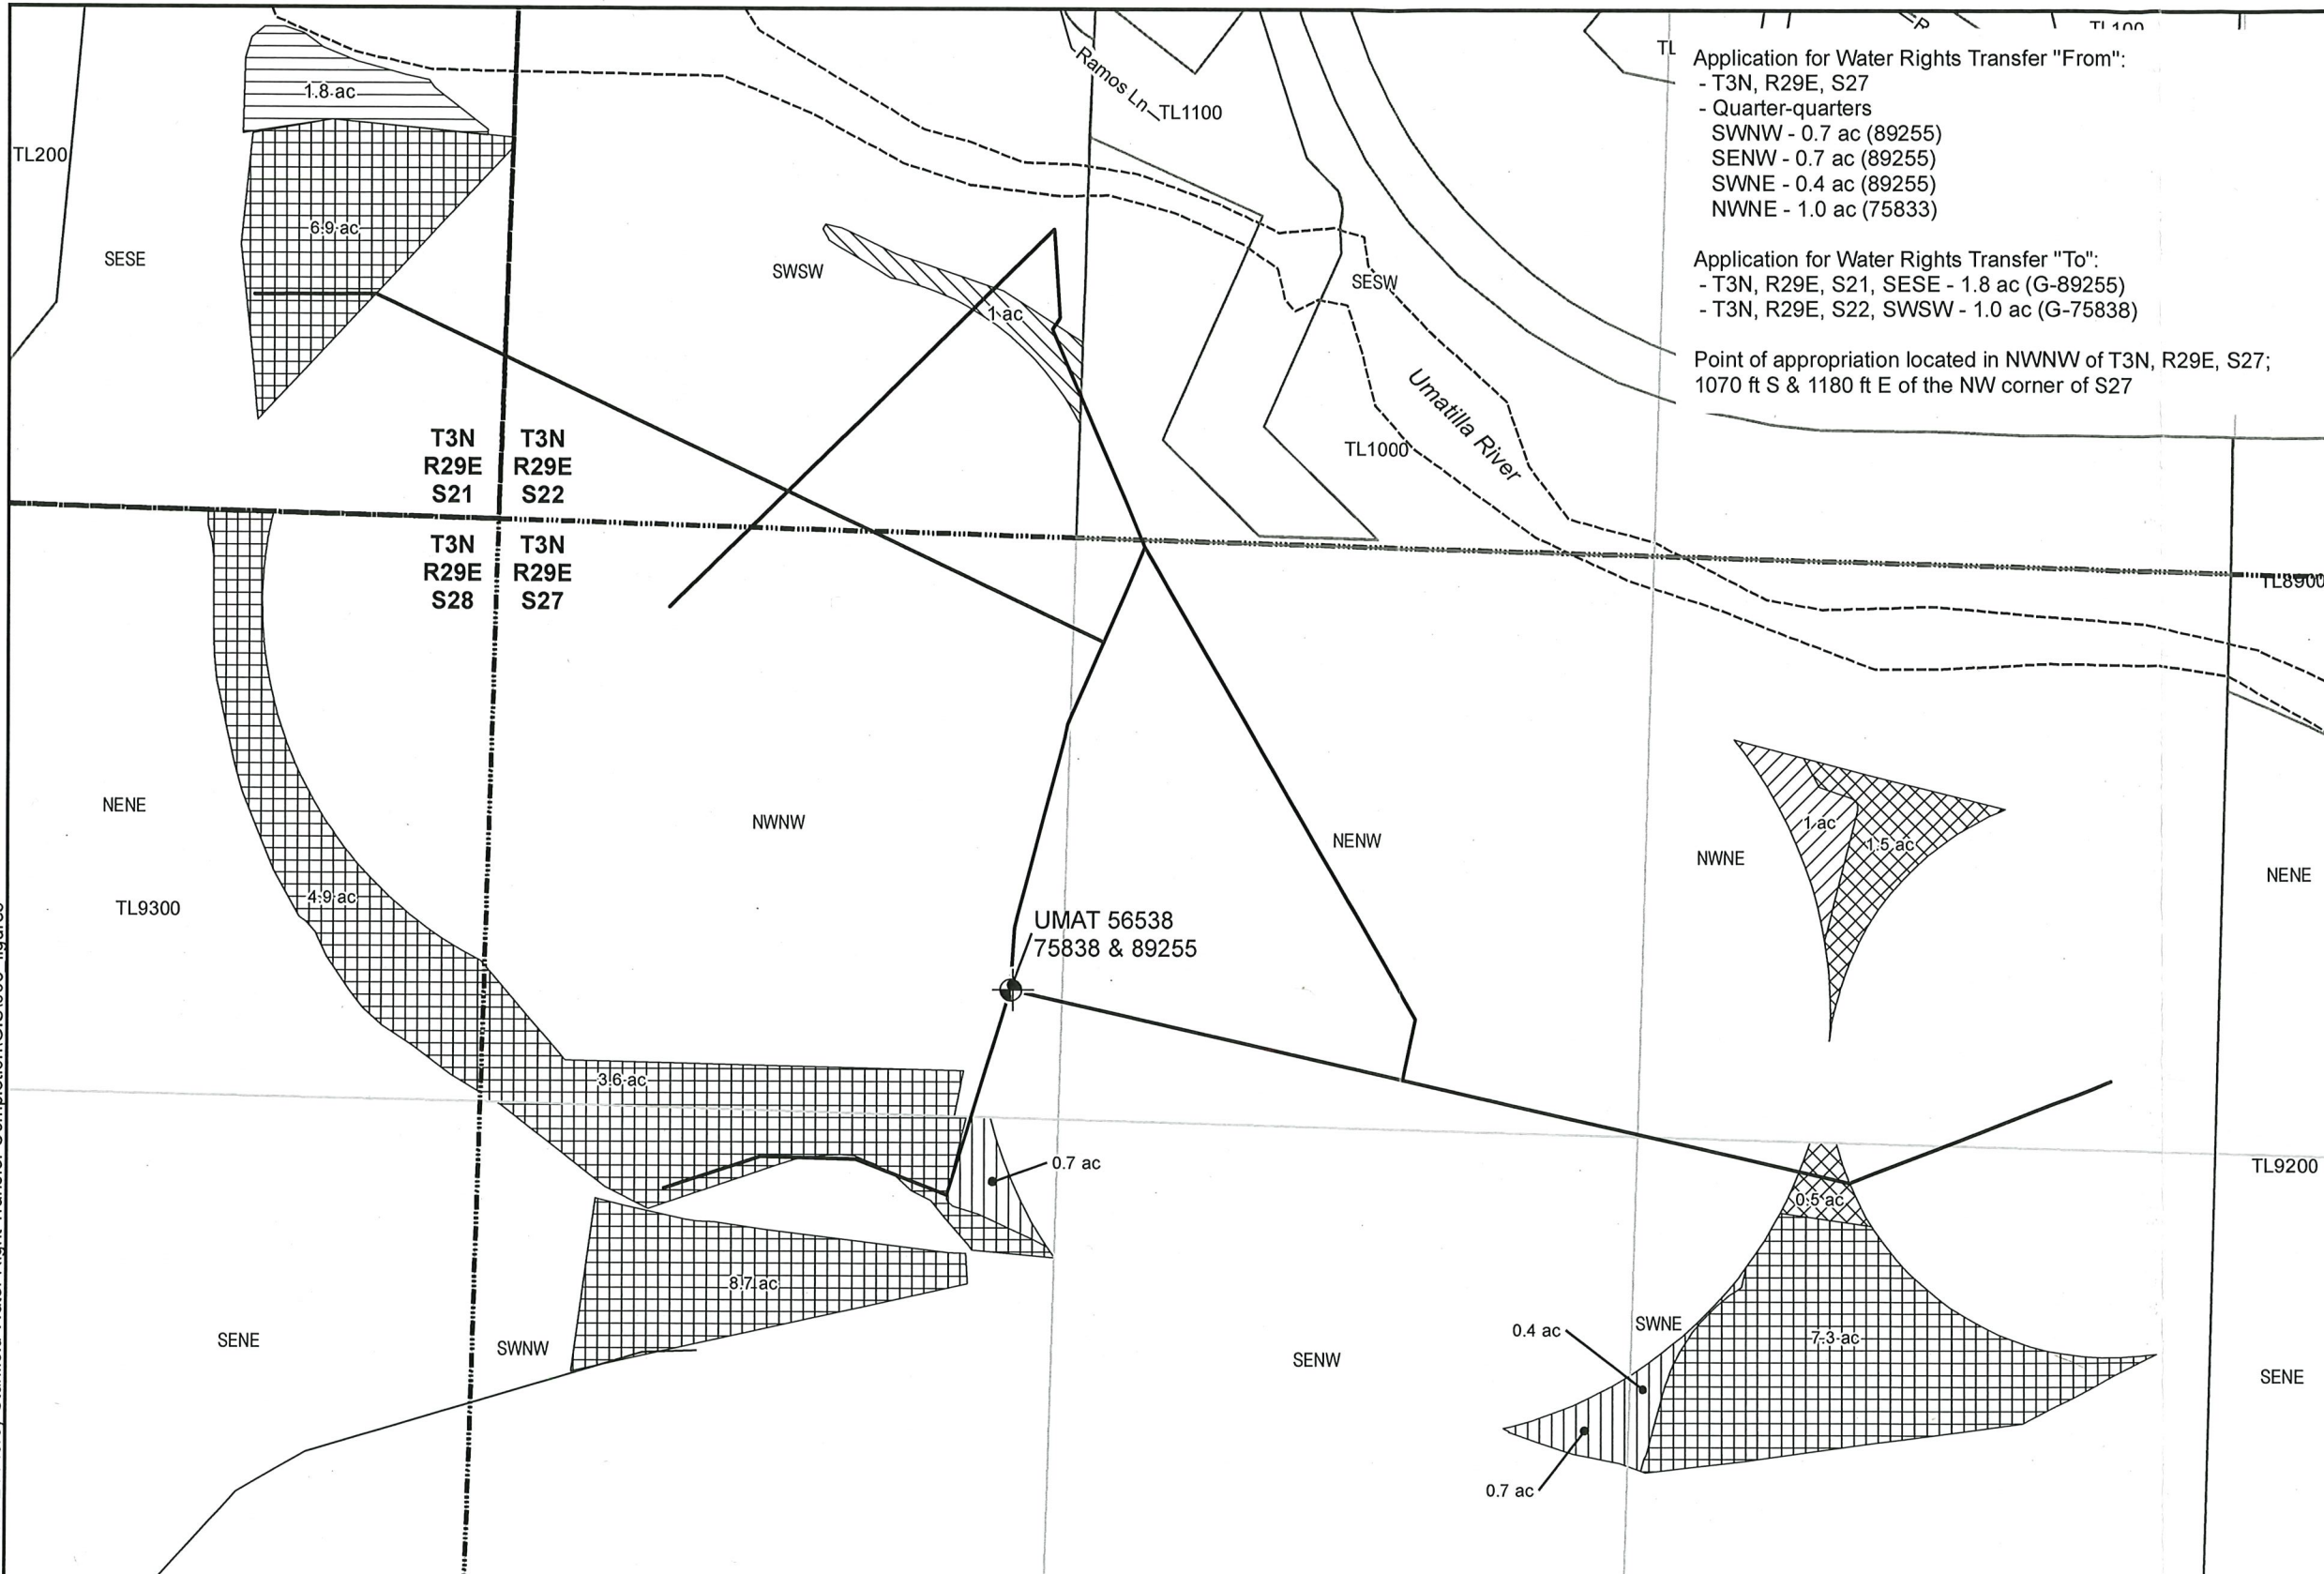 TL100
TL
Application for Water Rights Transfer "From":
- T3N, R29E, S27
- Quarter-quarters
SWNW - 0.7 ac (89255)
SENW - 0.7 ac (89255)
SWNE - 0.4 ac (89255)
NWNE - 1.0 ac (75833)
Application for Water Rights Transfer "To":
- T3N, R29E, S21, SESE - 1.8 ac (G-89255)
- T3N, R29E, S22, SWSW - 1.0 ac (G-75838)
Point of appropriation located in NWNW of T3N, R29E, S27;
1070 ft S & 1180 ft E of the NW corner of S27
1.8 ac
Ramos Ln
TL1100
TL200
6.9 ac
SESE
SWSW
SESW
1 ac
Umatilla River
TL1000
T3N
R29E
S21
T3N
R29E
S22
T3N
R29E
S28
T3N
R29E
S27
TL8900
NENE
NWNW
NENW
NWNE
1 ac
1.5 ac
NENE
4.9 ac
TL9300
UMAT 56538
75838 & 89255
3.6 ac
0.7 ac
TL9200
0.5 ac
8.7 ac
SENE
SWNW
SENW
0.4 ac
SWNE
7.3 ac
SENE
0.7 ac